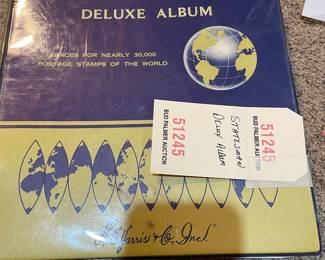 DELUXE ALBUM
SPACES FOR NEARLY 30,000
POSTAGE STAMPS OF THE WORLD
51245
BUD PALMER AUCTION
STATESMAN
DELUX ALBUM
51245
BUD PALMER AUCTION
H.E. Harris & Co., Inc.